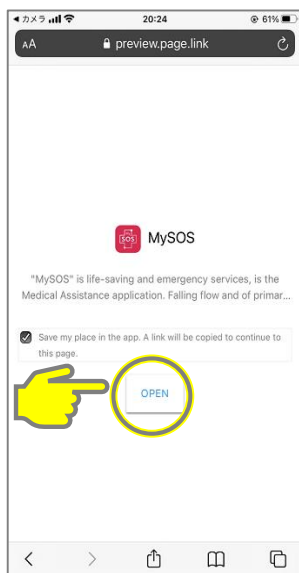 カメラ 20:24 61%
AA preview.page.link
SOS MySOS
"MySOS" is life-saving and emergency services, is the
Medical Assistance application. Falling flow and of primar...
Save my place in the app. A link will be copied to continue to
this page.
OPEN